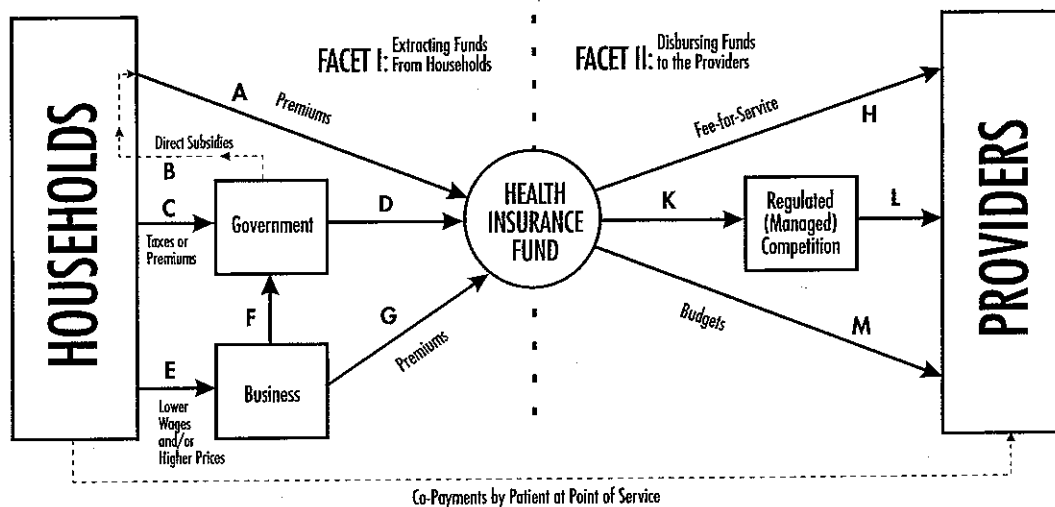 FACET I: Extracting Funds
From Households
FACET II: Disbursing Funds
to the Providers
HOUSEHOLDS
A
Premiums
Direct Subsidies
B
C
Taxes or
Premiums
Government
D
F
E
Lower
Wages
and/or
Higher Prices
Business
G
Premiums
HEALTH
INSURANCE
FUND
Fee-for-Service
H
K
Regulated
(Managed)
Competition
L
Budgets
M
PROVIDERS
Co-Payments by Patient at Point of Service